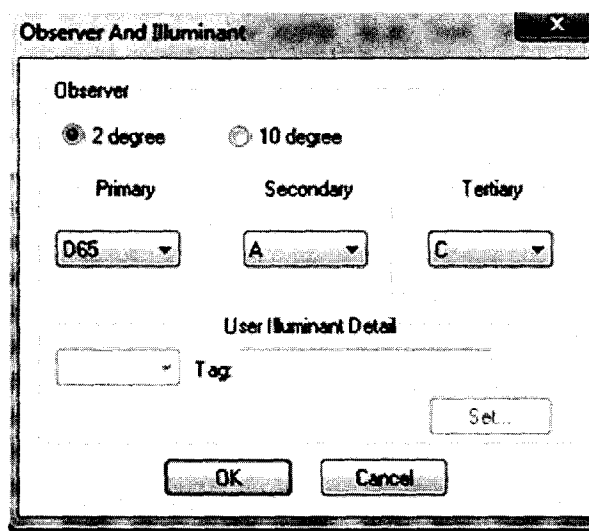 Observer And Illuminant
Observer
2 degree 10 degree
Primary Secondary Tertiary
D65 A C
User Illuminant Detail
Tag:
Set...
OK Cancel